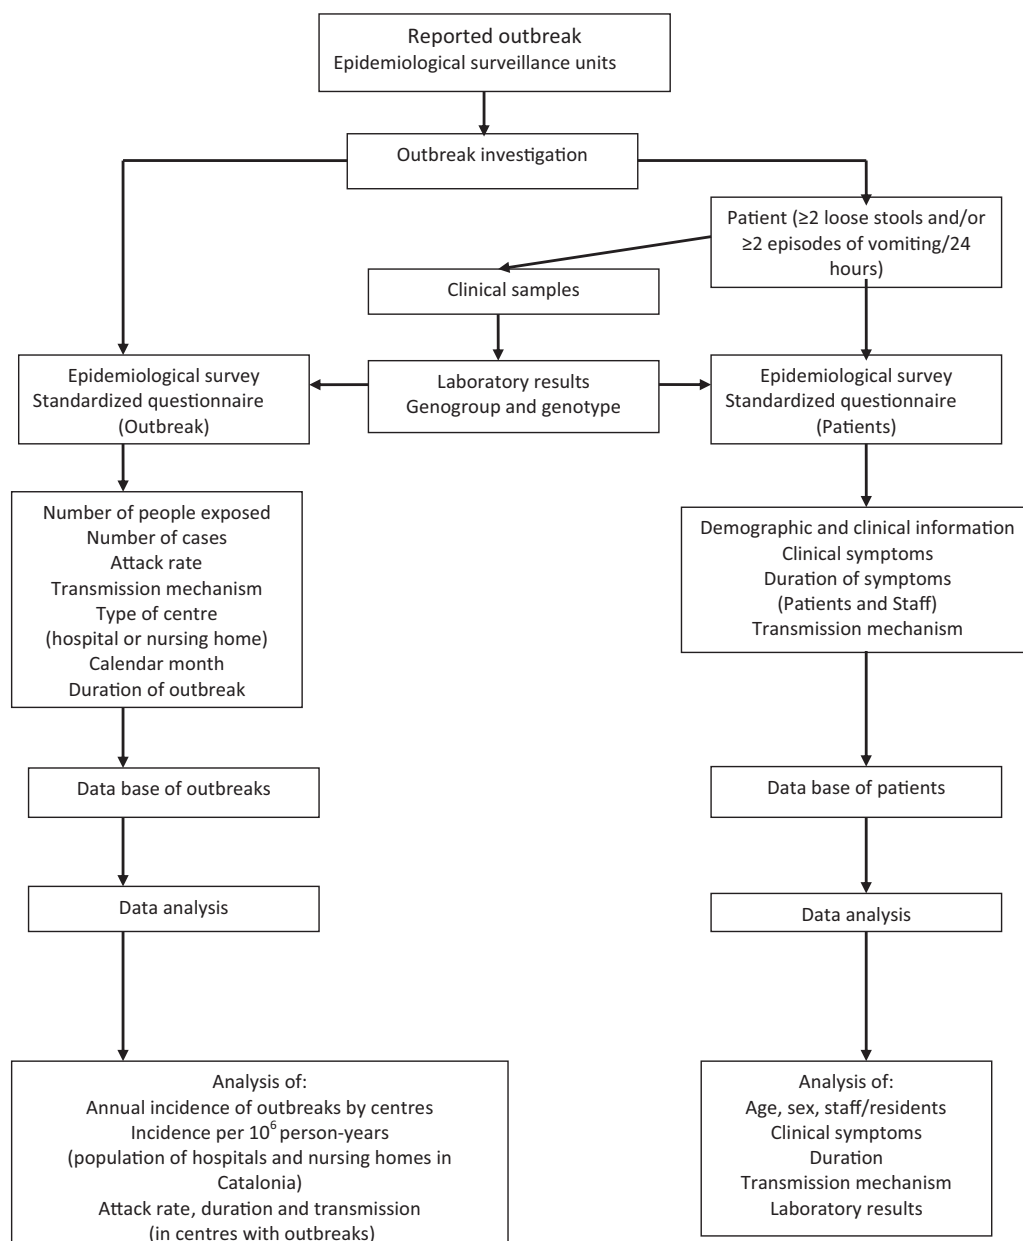 Reported outbreak
Epidemiological surveillance units
Outbreak investigation
Patient (≥2 loose stools and/or
≥2 episodes of vomiting/24
hours)
Clinical samples
Epidemiological survey
Standardized questionnaire
(Outbreak)
Laboratory results
Genogroup and genotype
Epidemiological survey
Standardized questionnaire
(Patients)
Number of people exposed
Number of cases
Attack rate
Transmission mechanism
Type of centre
(hospital or nursing home)
Calendar month
Duration of outbreak
Demographic and clinical information
Clinical symptoms
Duration of symptoms
(Patients and Staff)
Transmission mechanism
Data base of outbreaks
Data base of patients
Data analysis
Data analysis
Analysis of:
Annual incidence of outbreaks by centres
Incidence per 10⁶ person-years
(population of hospitals and nursing homes in
Catalonia)
Attack rate, duration and transmission
(in centres with outbreaks)
Analysis of:
Age, sex, staff/residents
Clinical symptoms
Duration
Transmission mechanism
Laboratory results